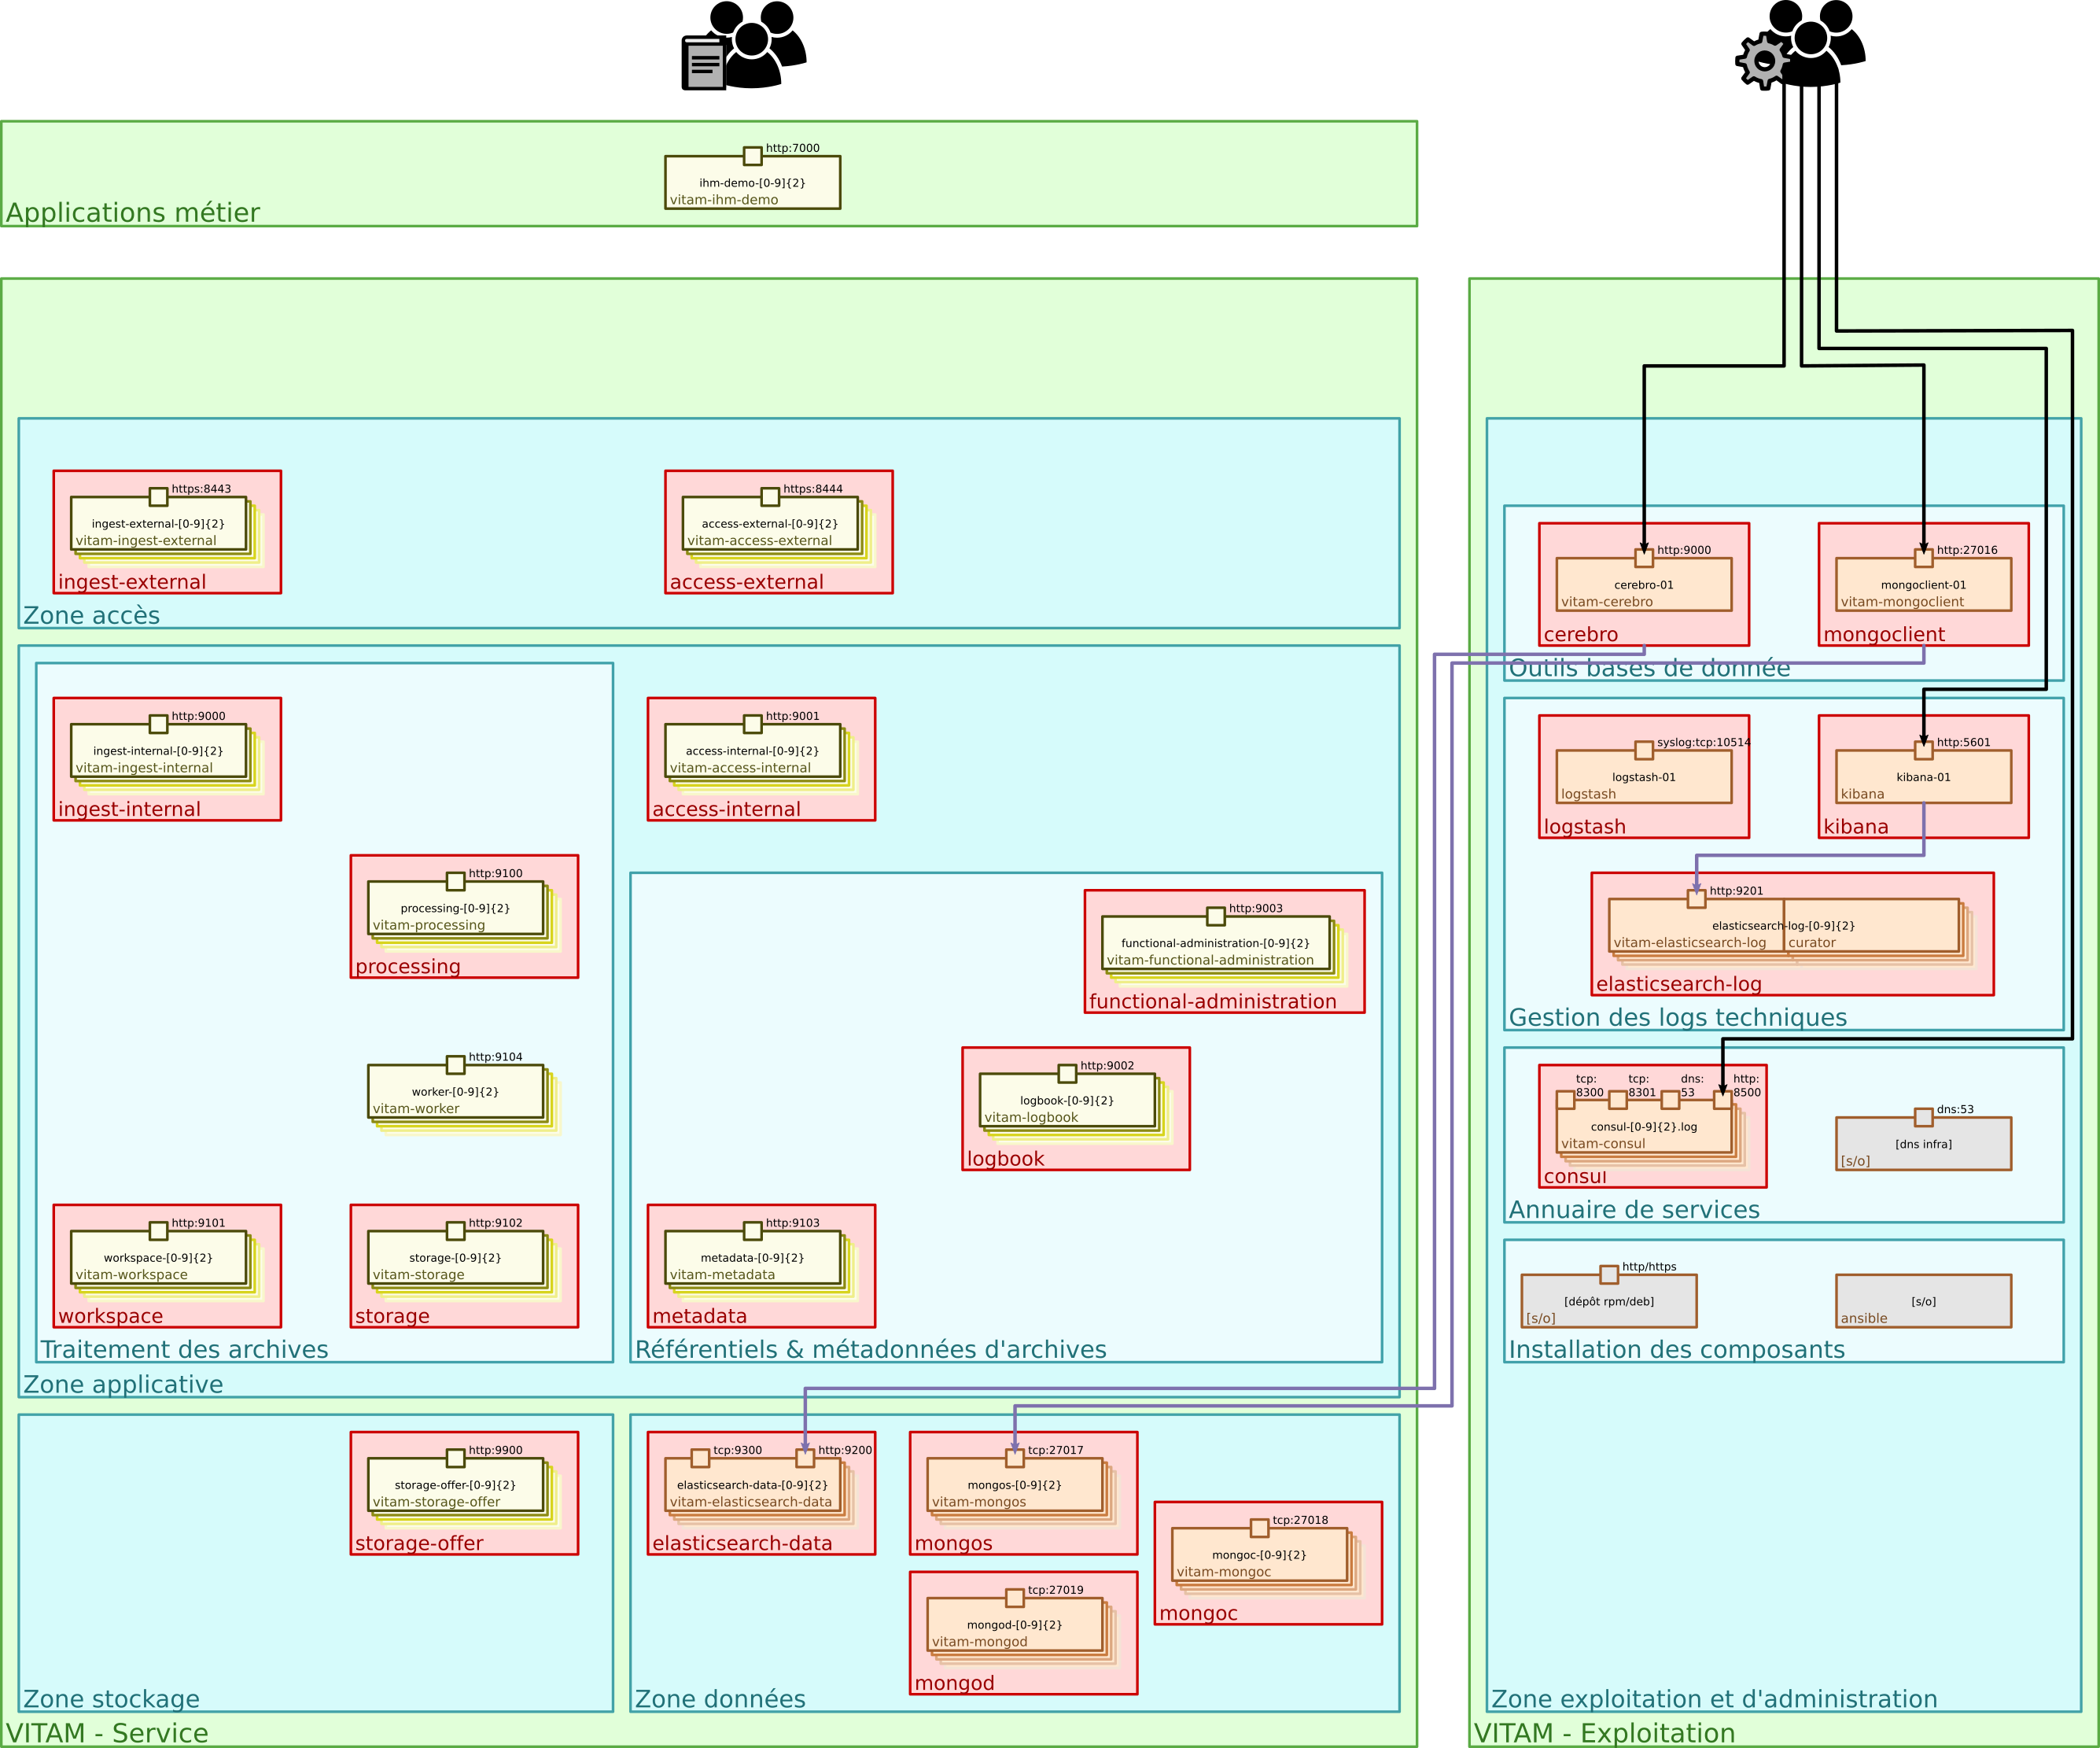 http:7000
ihm-demo-[0-9]{2}
vitam-ihm-demo
Applications métier
https:8443
ingest-external-[0-9]{2}
vitam-ingest-external
ingest-external
https:8444
access-external-[0-9]{2}
vitam-access-external
access-external
Zone accès
http:9000
ingest-internal-[0-9]{2}
vitam-ingest-internal
ingest-internal
http:9100
processing-[0-9]{2}
vitam-processing
processing
http:9104
worker-[0-9]{2}
vitam-worker
http:9101
workspace-[0-9]{2}
vitam-workspace
workspace
http:9102
storage-[0-9]{2}
vitam-storage
storage
Traitement des archives
http:9001
access-internal-[0-9]{2}
vitam-access-internal
access-internal
http:9003
functional-administration-[0-9]{2}
vitam-functional-administration
functional-administration
http:9002
logbook-[0-9]{2}
vitam-logbook
logbook
http:9103
metadata-[0-9]{2}
vitam-metadata
metadata
Référentiels & métadonnées d'archives
Zone applicative
http:9900
storage-offer-[0-9]{2}
vitam-storage-offer
storage-offer
Zone stockage
tcp:9300
http:9200
elasticsearch-data-[0-9]{2}
vitam-elasticsearch-data
elasticsearch-data
tcp:27017
mongos-[0-9]{2}
vitam-mongos
mongos
tcp:27018
mongoc-[0-9]{2}
vitam-mongoc
mongoc
tcp:27019
mongod-[0-9]{2}
vitam-mongod
mongod
Zone données
VITAM - Service
http:9000
cerebro-01
vitam-cerebro
cerebro
http:27016
mongoclient-01
vitam-mongoclient
mongoclient
Outils bases de donnée
syslog:tcp:10514
logstash-01
logstash
logstash
http:5601
kibana-01
kibana
kibana
http:9201
elasticsearch-log-[0-9]{2}
vitam-elasticsearch-log
curator
elasticsearch-log
Gestion des logs techniques
tcp:
8300
tcp:
8301
dns:
53
http:
8500
consul-[0-9]{2}.log
vitam-consul
consul
dns:53
[dns infra]
[s/o]
Annuaire de services
http/https
[dépôt rpm/deb]
[s/o]
[s/o]
ansible
Installation des composants
Zone exploitation et d'administration
VITAM - Exploitation